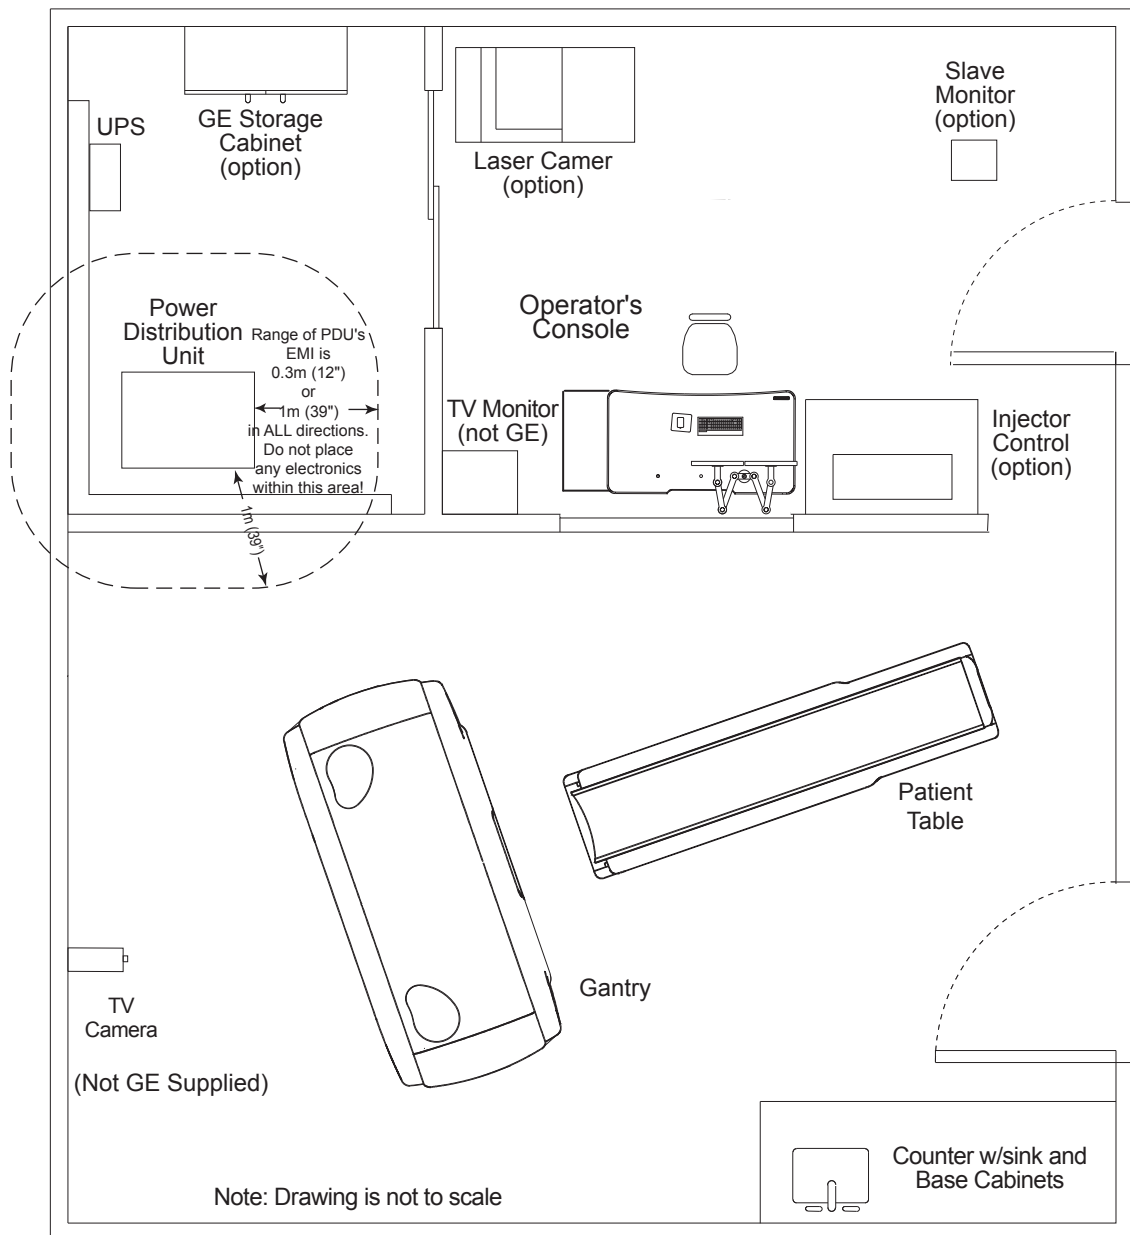 Slave
Monitor
(option)
UPS
GE Storage
Cabinet
(option)
Laser Camer
(option)
Power
Distribution
Unit
Range of PDU's
EMI is
0.3m (12")
or
1m (39")
in ALL directions.
Do not place
any electronics
within this area!
1m (39")
Operator's
Console
TV Monitor
(not GE)
Injector
Control
(option)
Patient
Table
Gantry
TV
Camera
(Not GE Supplied)
Counter w/sink and
Base Cabinets
Note: Drawing is not to scale